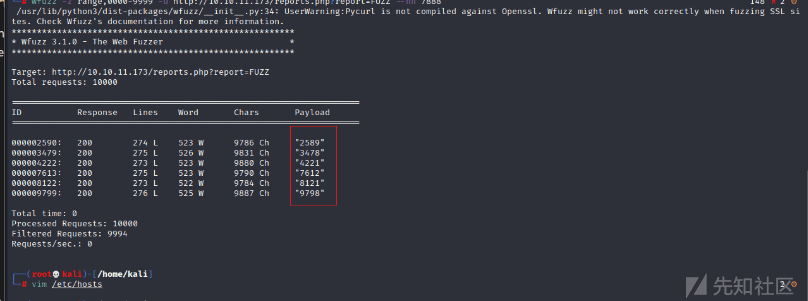 # wfuzz -z range,0000-9999 -u http://10.10.11.173/reports.php?report=FUZZ --hh 7888 148 2
/usr/lib/python3/dist-packages/wfuzz/__init__.py:34: UserWarning:Pycurl is not compiled against Openssl. Wfuzz might not work correctly when fuzzing SSL si
tes. Check Wfuzz's documentation for more information.
********************************************************
* Wfuzz 3.1.0 - The Web Fuzzer *
********************************************************
Target: http://10.10.11.173/reports.php?report=FUZZ
Total requests: 10000
=====================================================================
ID Response Lines Word Chars Payload
=====================================================================
000002590: 200 274 L 523 W 9786 Ch "2589"
000003479: 200 275 L 526 W 9831 Ch "3478"
000004222: 200 273 L 523 W 9880 Ch "4221"
000007613: 200 275 L 523 W 9790 Ch "7612"
000008122: 200 273 L 522 W 9784 Ch "8121"
000009799: 200 276 L 525 W 9887 Ch "9798"
Total time: 0
Processed Requests: 10000
Filtered Requests: 9994
Requests/sec.: 0
(root💀kali)-[/home/kali]
# vim /etc/hosts 2
先知社区